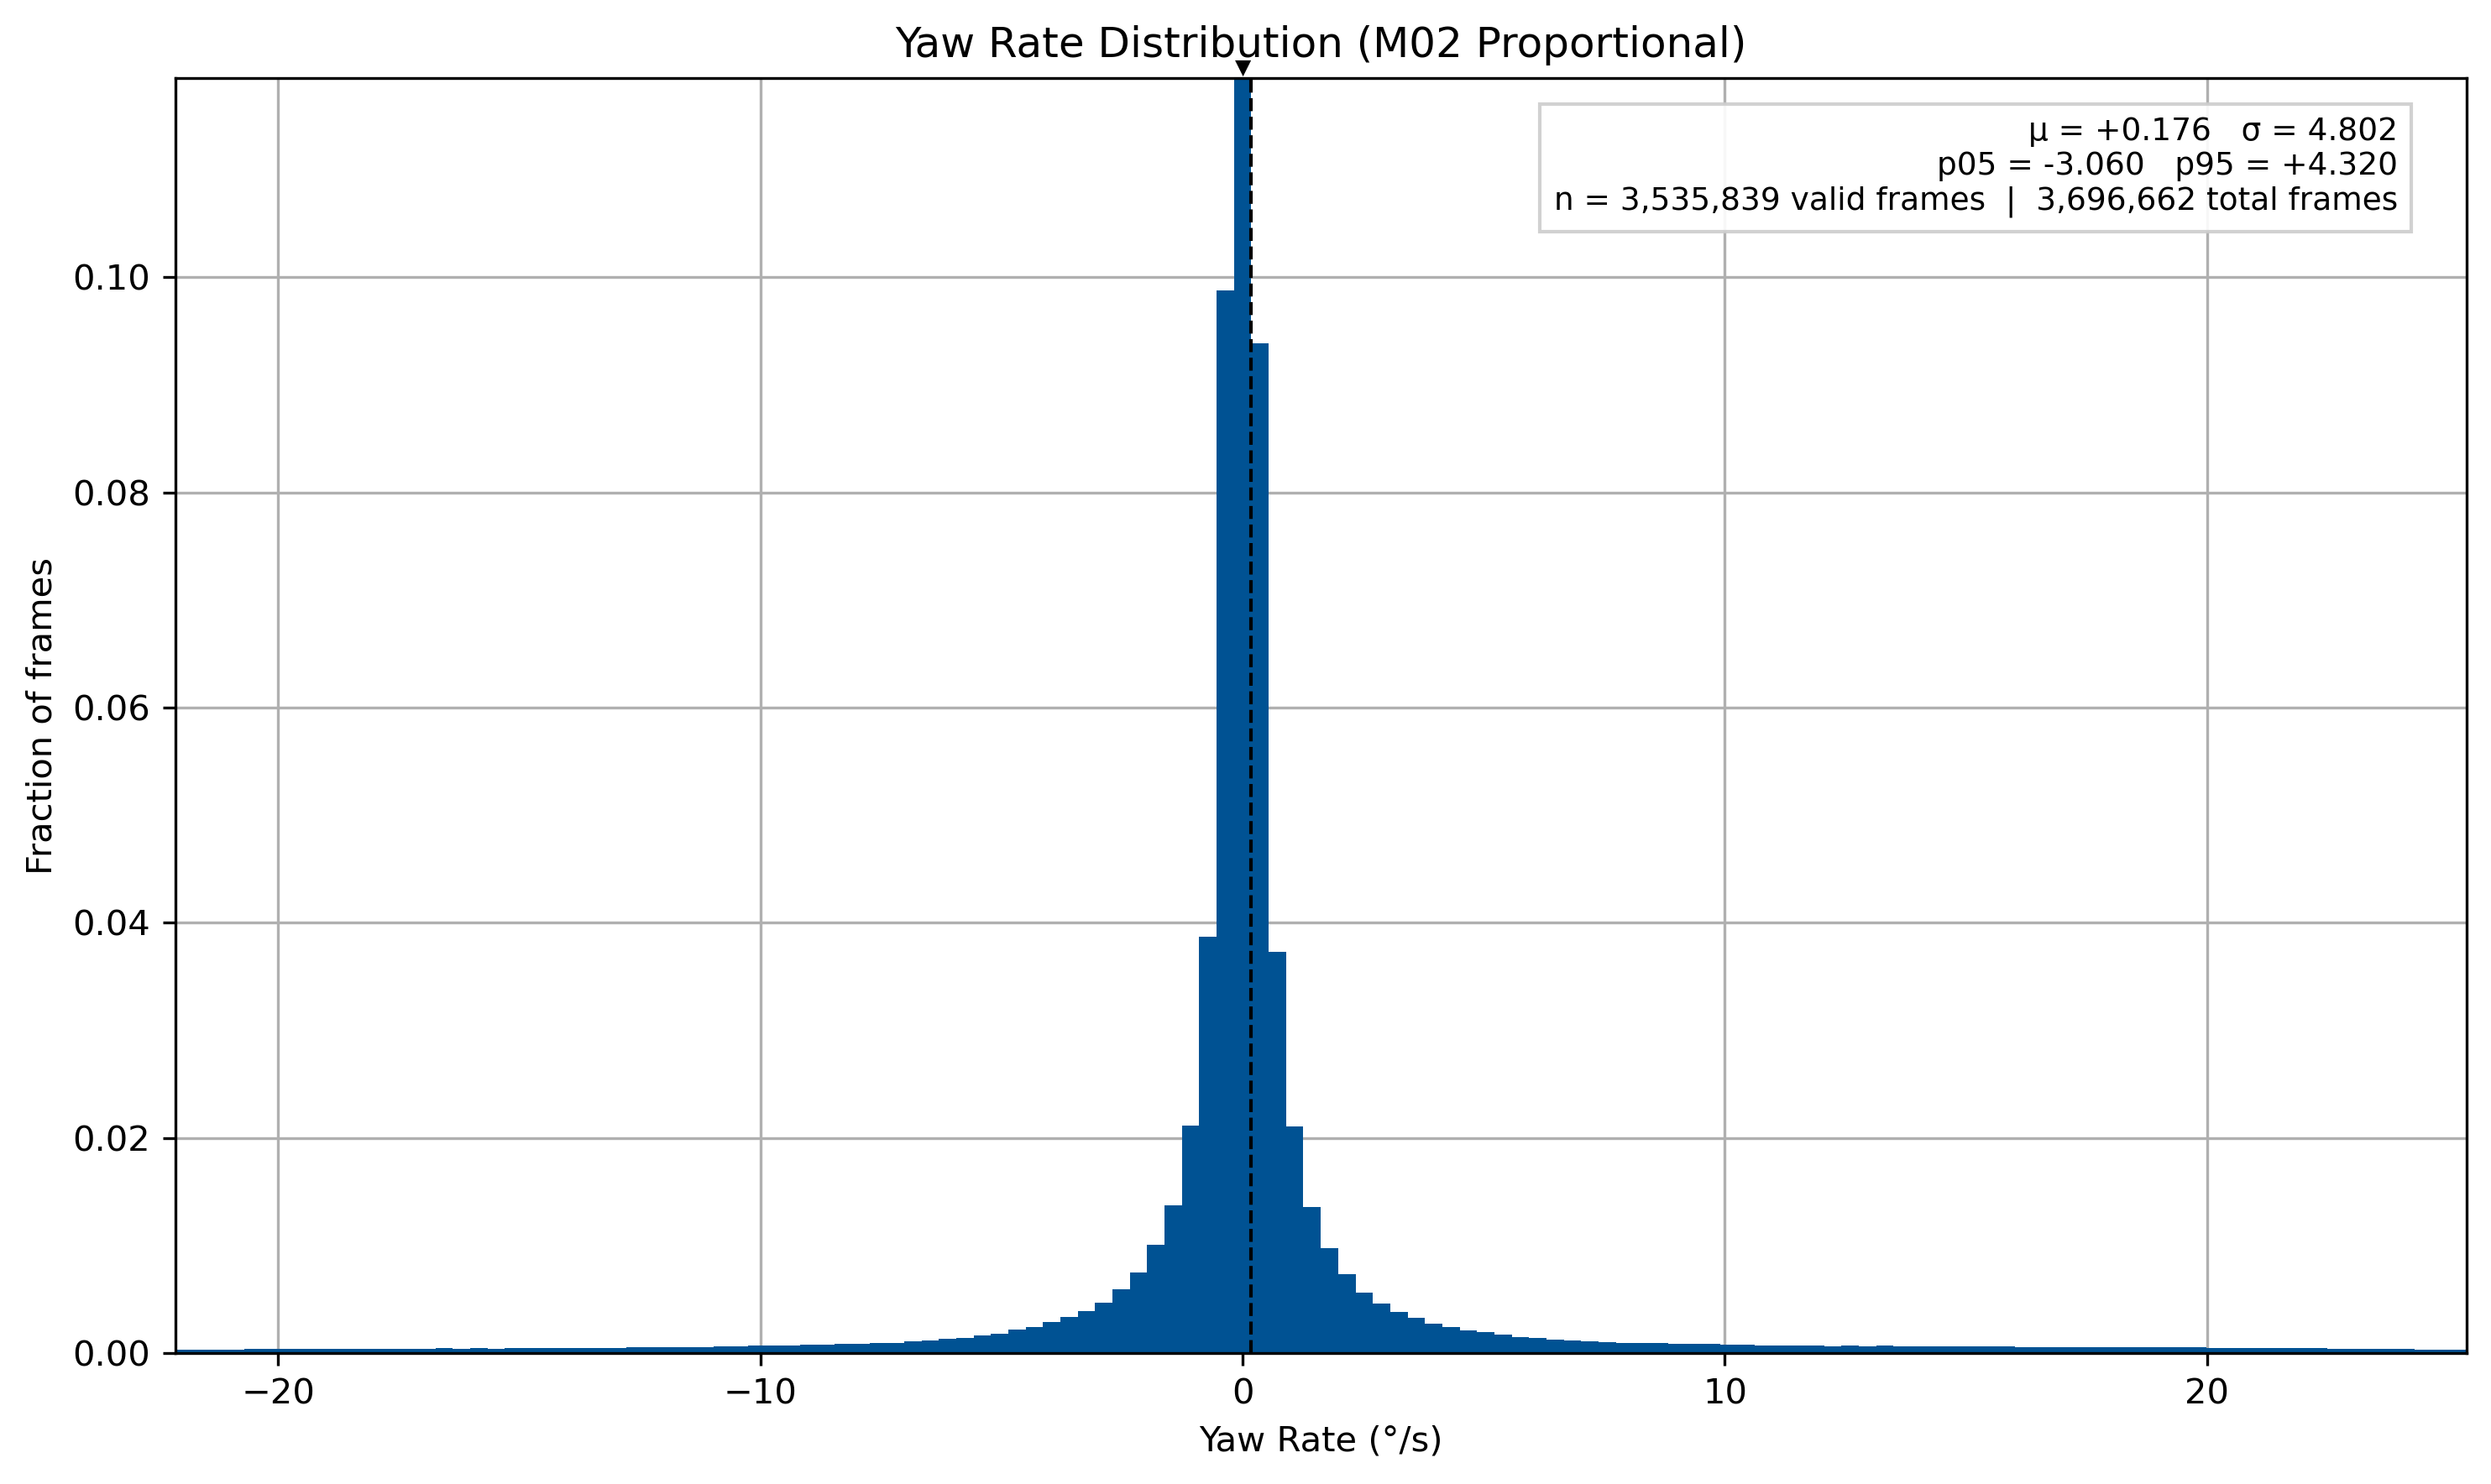 Yaw Rate Distribution (M02 Proportional)
μ = +0.176   σ = 4.802
p05 = -3.060   p95 = +4.320
n = 3,535,839 valid frames  |  3,696,662 total frames
Fraction of frames
0.10
0.08
0.06
0.04
0.02
0.00
−20
−10
0
10
20
Yaw Rate (°/s)